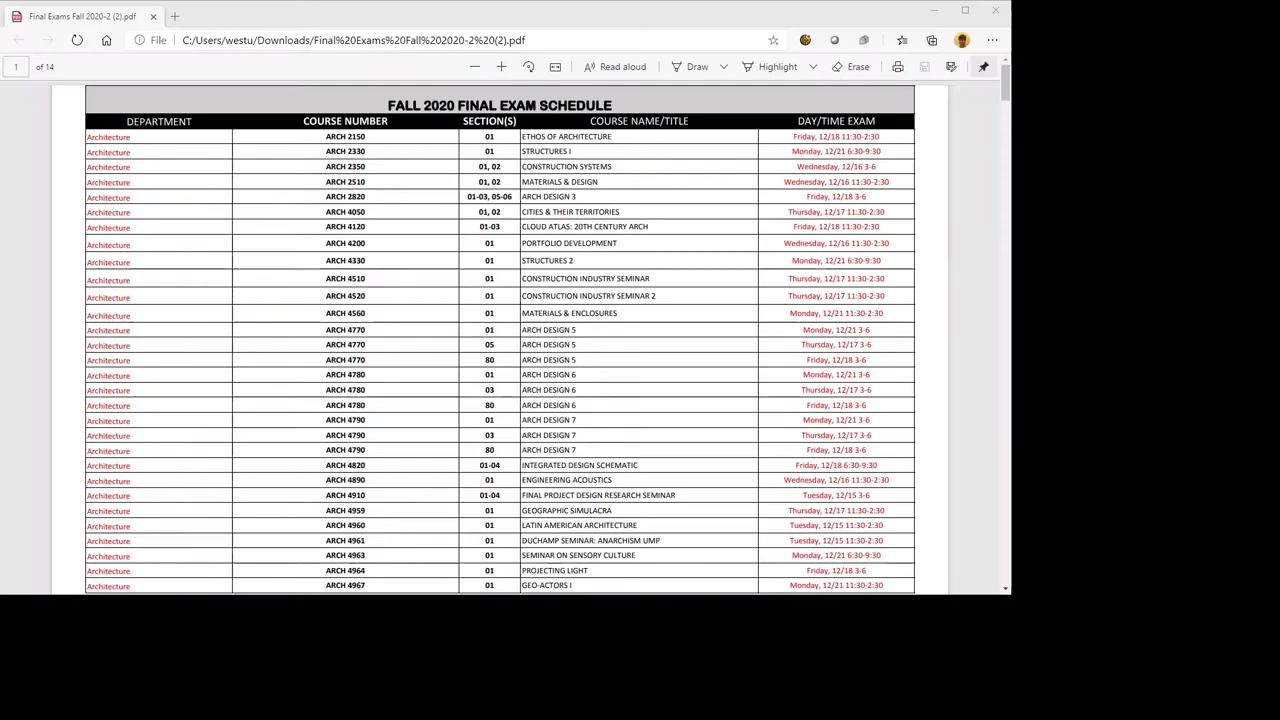 Final Exams Fall 2020-2 (2).pdf
File C:/Users/westu/Downloads/Final%20Exams%20Fall%202020-2%20(2).pdf
1 of 14 Read aloud Draw Highlight Erase
FALL 2020 FINAL EXAM SCHEDULE
DEPARTMENT COURSE NUMBER SECTION(S) COURSE NAME/TITLE DAY/TIME EXAM
Architecture ARCH 2150 01 ETHOS OF ARCHITECTURE Friday, 12/18 11:30-2:30
Architecture ARCH 2330 01 STRUCTURES I Monday, 12/21 6:30-9:30
Architecture ARCH 2350 01, 02 CONSTRUCTION SYSTEMS Wednesday, 12/16 3-6
Architecture ARCH 2510 01, 02 MATERIALS & DESIGN Wednesday, 12/16 11:30-2:30
Architecture ARCH 2820 01-03, 05-06 ARCH DESIGN 3 Friday, 12/18 3-6
Architecture ARCH 4050 01, 02 CITIES & THEIR TERRITORIES Thursday, 12/17 11:30-2:30
Architecture ARCH 4120 01-03 CLOUD ATLAS: 20TH CENTURY ARCH Friday, 12/18 11:30-2:30
Architecture ARCH 4200 01 PORTFOLIO DEVELOPMENT Wednesday, 12/16 11:30-2:30
Architecture ARCH 4330 01 STRUCTURES 2 Monday, 12/21 6:30-9:30
Architecture ARCH 4510 01 CONSTRUCTION INDUSTRY SEMINAR Thursday, 12/17 11:30-2:30
Architecture ARCH 4520 01 CONSTRUCTION INDUSTRY SEMINAR 2 Thursday, 12/17 11:30-2:30
Architecture ARCH 4560 01 MATERIALS & ENCLOSURES Monday, 12/21 11:30-2:30
Architecture ARCH 4770 01 ARCH DESIGN 5 Monday, 12/21 3-6
Architecture ARCH 4770 05 ARCH DESIGN 5 Thursday, 12/17 3-6
Architecture ARCH 4770 80 ARCH DESIGN 5 Friday, 12/18 3-6
Architecture ARCH 4780 01 ARCH DESIGN 6 Monday, 12/21 3-6
Architecture ARCH 4780 03 ARCH DESIGN 6 Thursday, 12/17 3-6
Architecture ARCH 4780 80 ARCH DESIGN 6 Friday, 12/18 3-6
Architecture ARCH 4790 01 ARCH DESIGN 7 Monday, 12/21 3-6
Architecture ARCH 4790 03 ARCH DESIGN 7 Thursday, 12/17 3-6
Architecture ARCH 4790 80 ARCH DESIGN 7 Friday, 12/18 3-6
Architecture ARCH 4820 01-04 INTEGRATED DESIGN SCHEMATIC Friday, 12/18 6:30-9:30
Architecture ARCH 4890 01 ENGINEERING ACOUSTICS Wednesday, 12/16 11:30-2:30
Architecture ARCH 4910 01-04 FINAL PROJECT DESIGN RESEARCH SEMINAR Tuesday, 12/15 3-6
Architecture ARCH 4959 01 GEOGRAPHIC SIMULACRA Thursday, 12/17 11:30-2:30
Architecture ARCH 4960 01 LATIN AMERICAN ARCHITECTURE Tuesday, 12/15 11:30-2:30
Architecture ARCH 4961 01 DUCHAMP SEMINAR: ANARCHISM UMP Tuesday, 12/15 11:30-2:30
Architecture ARCH 4963 01 SEMINAR ON SENSORY CULTURE Monday, 12/21 6:30-9:30
Architecture ARCH 4964 01 PROJECTING LIGHT Friday, 12/18 3-6
Architecture ARCH 4967 01 GEO-ACTORS I Monday, 12/21 11:30-2:30